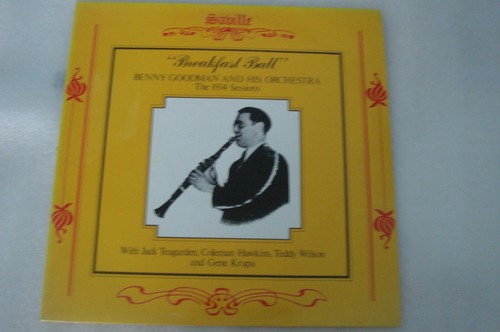 Saville
"Breakfast Ball"
BENNY GOODMAN AND HIS ORCHESTRA
The 1934 Sessions
With Jack Teagarden, Coleman Hawkins, Teddy Wilson
and Gene Krupa